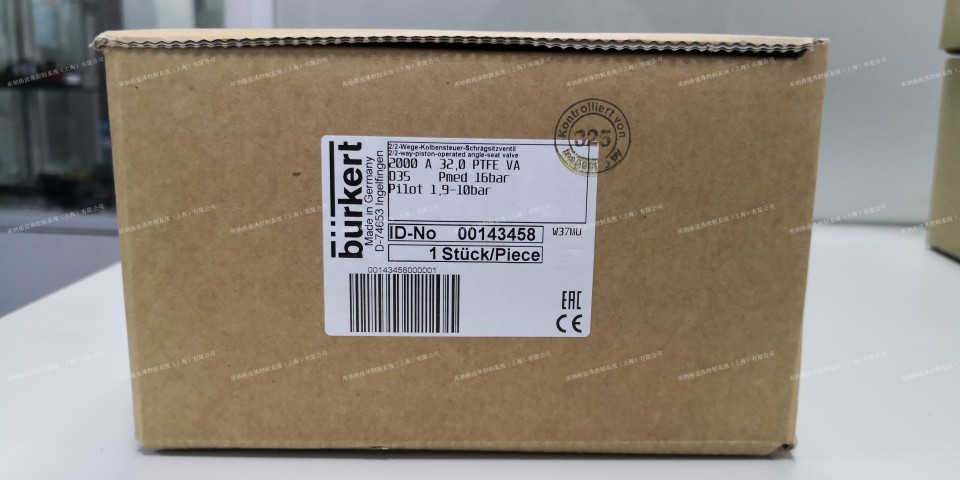 bürkert
Made in Germany
D-74653 Ingelfingen
2/2-Wege-Kolbensteuer-Schrägsitzventil
2/2-way-piston-operated angle-seat valve
2000 A 32,0 PTFE VA
D35 Pmed 16bar
Pilot 1,9-10bar
ID-No 00143458
W37MU
1 Stück/Piece
00143458000001
EAC
CE
Kontrolliert von
325